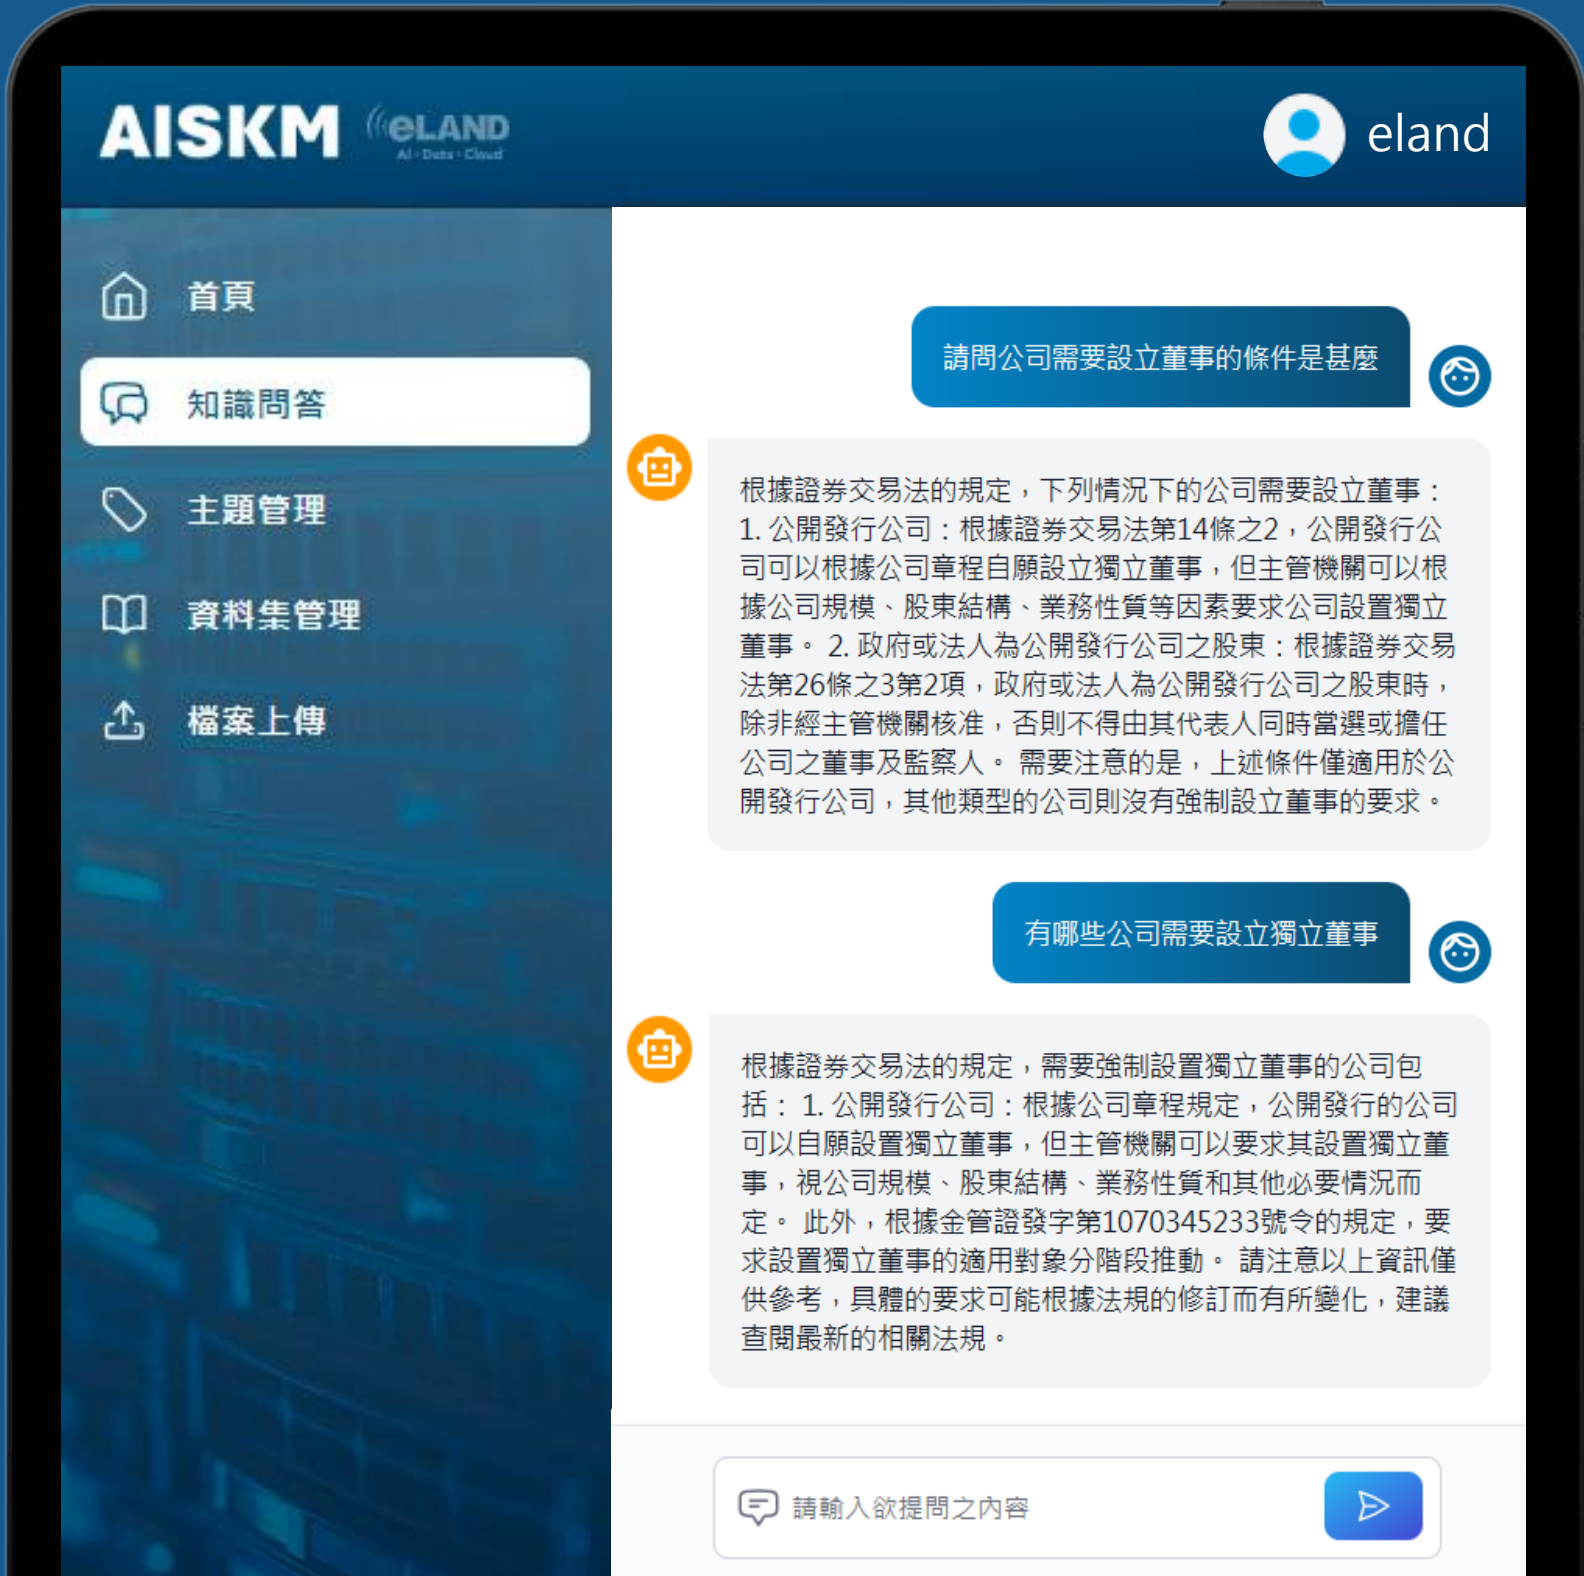 AISKM
eLAND
AI · Data · Cloud
eland
首頁
知識問答
主題管理
資料集管理
檔案上傳
請問公司需要設立董事的條件是甚麼
根據證券交易法的規定，下列情況下的公司需要設立董事：
1. 公開發行公司：根據證券交易法第14條之2，公開發行公
司可以根據公司章程自願設立獨立董事，但主管機關可以根
據公司規模、股東結構、業務性質等因素要求公司設置獨立
董事。 2. 政府或法人為公開發行公司之股東：根據證券交易
法第26條之3第2項，政府或法人為公開發行公司之股東時，
除非經主管機關核准，否則不得由其代表人同時當選或擔任
公司之董事及監察人。 需要注意的是，上述條件僅適用於公
開發行公司，其他類型的公司則沒有強制設立董事的要求。
有哪些公司需要設立獨立董事
根據證券交易法的規定，需要強制設置獨立董事的公司包
括： 1. 公開發行公司：根據公司章程規定，公開發行的公司
可以自願設置獨立董事，但主管機關可以要求其設置獨立董
事，視公司規模、股東結構、業務性質和其他必要情況而
定。 此外，根據金管證發字第1070345233號令的規定，要
求設置獨立董事的適用對象分階段推動。 請注意以上資訊僅
供參考，具體的要求可能根據法規的修訂而有所變化，建議
查閱最新的相關法規。
請輸入欲提問之內容